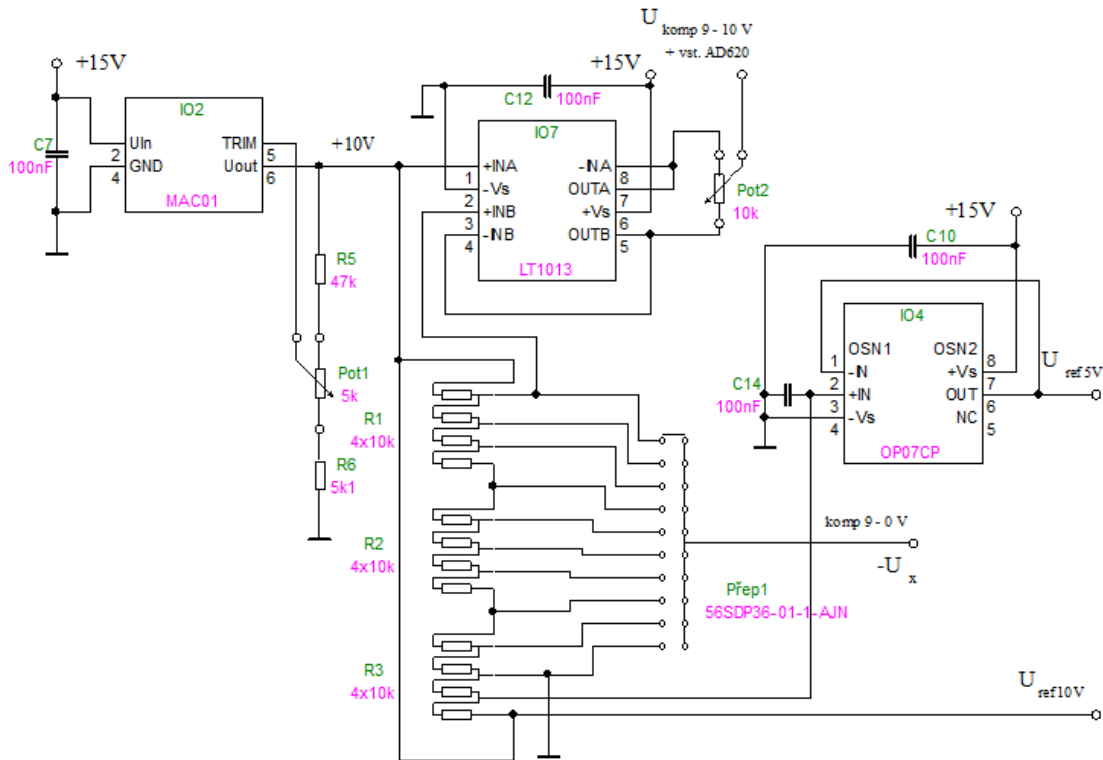 U komp 9 - 10 V
+ vst. AD620
+15V
C7
100nF
IO2
UIn
GND
TRIM
Uout
2
4
5
6
MAC01
+10V
+15V
C12
100nF
IO7
+INA
-Vs
+INB
-INB
-INA
OUTA
+Vs
OUTB
1
2
3
4
8
7
6
5
LT1013
Pot2
10k
R5
47k
Pot1
5k
R6
5k1
R1
4x10k
R2
4x10k
R3
4x10k
+15V
C10
100nF
IO4
OSN1
-IN
+IN
-Vs
OSN2
+Vs
OUT
NC
1
2
3
4
8
7
6
5
OP07CP
C14
100nF
U ref 5V
komp 9 - 0 V
-U x
Přep1
56SDP36-01-1-AJN
U ref 10V